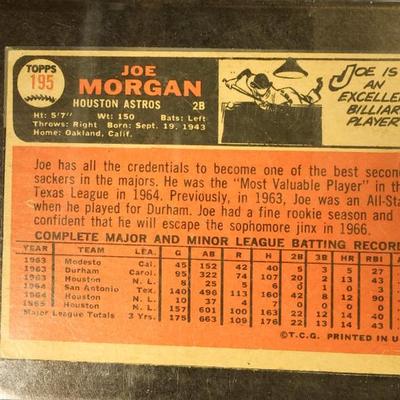 TOPPS
195
JOE
MORGAN
HOUSTON ASTROS 2B
Ht: 5'7" Wt: 150 Bats: Left
Throws: Right Born: Sept. 19, 1943
Home: Oakland, Calif.
JOE IS
AN
EXCELLE
BILLIAR
PLAYER
Joe has all the credentials to become one of the best second
sackers in the majors. He was the "Most Valuable Player" in th
Texas League in 1964. Previously, in 1963, Joe was an All-Sta
when he played for Durham. Joe had a fine rookie season and
confident that he will escape the sophomore jinx in 1966.
COMPLETE MAJOR AND MINOR LEAGUE BATTING RECOR
YEAR TEAM LEA. G AB R H 2B 3B HR RBI
1963 Modesto Cal. 45 152 42 40 5 3 5 27
1963 Durham Carol. 95 322 74 107 20 2 13
1963 Houston N. L. 8 25 5 6 0 1 0
1964 San Antonio Tex. 140 496 113 160 42 8 12 90
1964 Houston N. L. 10 37 4 7 0 0 0
1965 Houston N. L. 157 601 100 163 22 12
Major League Totals 3 Yrs. 175 663 109 176 22 13
©T.C.G. PRINTED IN U